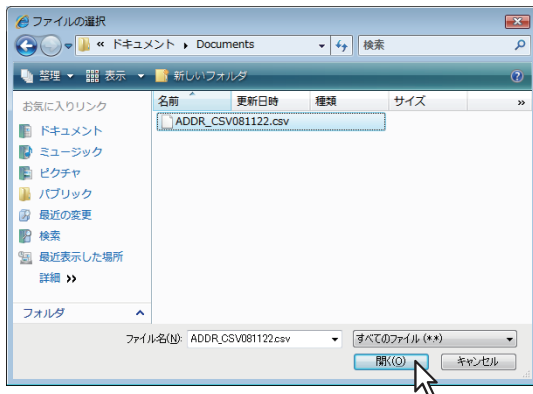 ファイルの選択
« ドキュメント Documents 検索
整理 表示 新しいフォルダ
お気に入りリンク
ドキュメント
ミュージック
ピクチャ
パブリック
最近の変更
検索
最近表示した場所
詳細 »
フォルダ
名前 更新日時 種類 サイズ »
ADDR_CSV081122.csv
ファイル名(N): ADDR_CSV081122.csv すべてのファイル (**)
開く(O) キャンセル